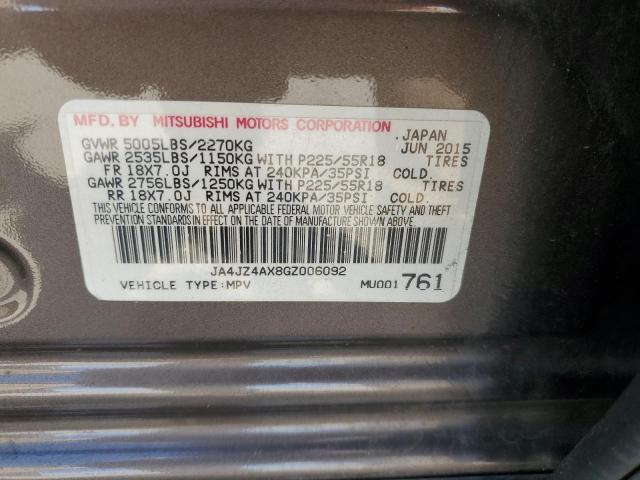 MFD. BY MITSUBISHI MOTORS CORPORATION , JAPAN
GVWR 5005LBS/2270KG JUN 2015
GAWR 2535LBS/1150KG WITH P225/55R18 TIRES
FR 18X7.0J RIMS AT 240KPA/35PSI COLD.
GAWR 2756LBS/1250KG WITH P225/55R18 TIRES
RR 18X7.0J RIMS AT 240KPA/35PSI COLD.
THIS VEHICLE CONFORMS TO ALL APPLICABLE FEDERAL MOTOR VEHICLE SAFETY AND THEFT
PREVENTION STANDARDS IN EFFECT ON THE DATE OF MANUFACTURE SHOWN ABOVE.
JA4JZ4AX8GZ006092
VEHICLE TYPE:MPV MU001761